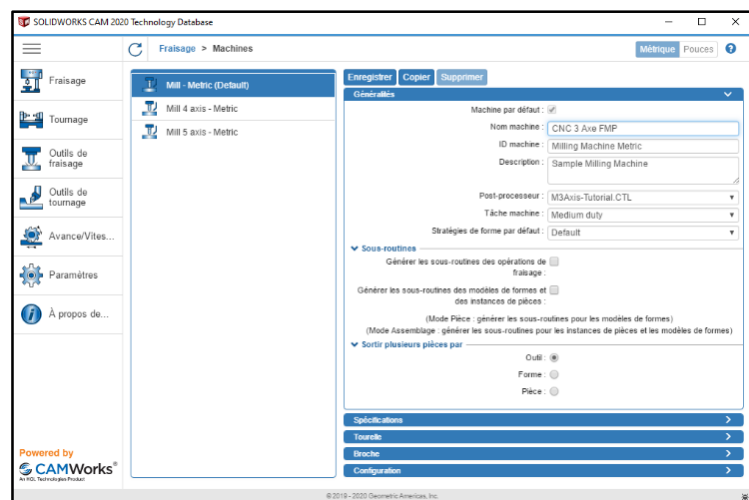 SOLIDWORKS CAM 2020 Technology Database
Fraisage > Machines
Métrique Pouces
Fraisage
Tournage
Outils de
fraisage
Outils de
tournage
Avance/Vites...
Paramètres
À propos de...
Powered by
CAMWorks®
An HCL Technologies Product
Mill - Metric (Default)
Mill 4 axis - Metric
Mill 5 axis - Metric
Enregistrer Copier Supprimer
Généralités
Machine par défaut :
Nom machine : CNC 3 Axe FMP
ID machine : Milling Machine Metric
Description : Sample Milling Machine
Post-processeur : M3Axis-Tutorial.CTL
Tâche machine : Medium duty
Stratégies de forme par défaut : Default
Sous-routines
Générer les sous-routines des opérations de
fraisage :
Générer les sous-routines des modèles de formes et
des instances de pièces :
(Mode Pièce : générer les sous-routines pour les modèles de formes)
(Mode Assemblage : générer les sous-routines pour les instances de pièces et les modèles de formes)
Sortir plusieurs pièces par
Outil :
Forme :
Pièce :
Spécifications
Tourelle
Broche
Configuration
©2019 - 2020 Geometric Americas, Inc.